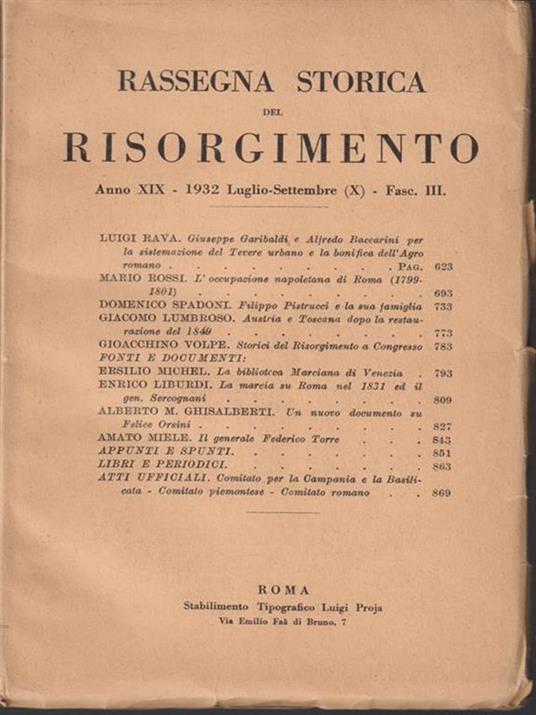 RASSEGNA STORICA
DEL
RISORGIMENTO
Anno XIX - 1932 Luglio-Settembre (X) - Fasc. III.
LUIGI RAVA. Giuseppe Garibaldi e Alfredo Baccarini per
la sistemazione del Tevere urbano e la bonifica dell'Agro
romano . . . . . . . . . PAG. 623
MARIO ROSSI. L'occupazione napoletana di Roma (1799-
1801) . . . . . . . . . . 693
DOMENICO SPADONI. Filippo Pistrucci e la sua famiglia 733
GIACOMO LUMBROSO. Austria e Toscana dopo la restau-
razione del 1849 . . . . . . . . 773
GIOACCHINO VOLPE. Storici del Risorgimento a Congresso 783
FONTI E DOCUMENTI:
ERSILIO MICHEL. La biblioteca Marciana di Venezia . 793
ENRICO LIBURDI. La marcia su Roma nel 1831 ed il
gen. Sercognani . . . . . . . . 809
ALBERTO M. GHISALBERTI. Un nuovo documento su
Felice Orsini . . . . . . . . . 827
AMATO MIELE. Il generale Federico Torre . . . 843
APPUNTI E SPUNTI. . . . . . . . 851
LIBRI E PERIODICI. . . . . . . . 863
ATTI UFFICIALI. Comitato per la Campania e la Basili-
cata - Comitato piemontese - Comitato romano . . 869
ROMA
Stabilimento Tipografico Luigi Proja
Via Emilio Faà di Bruno, 7